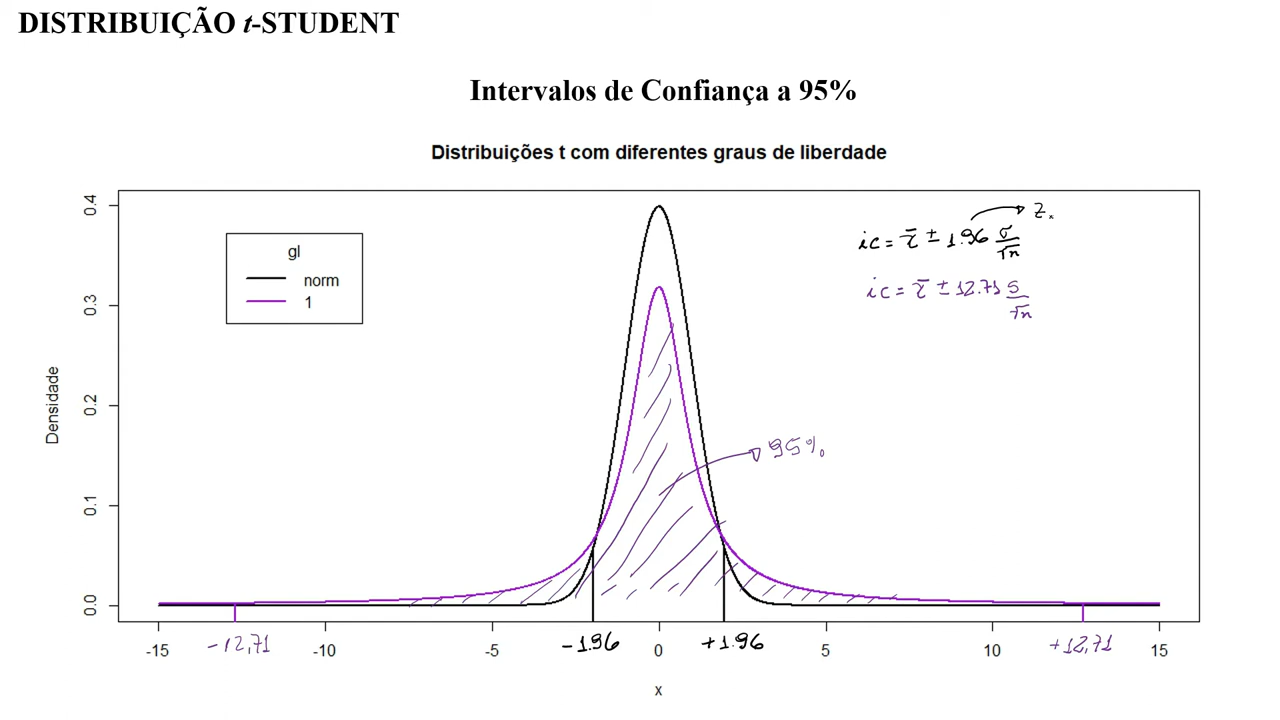 DISTRIBUIÇÃO t-STUDENT
Intervalos de Confiança a 95%
Distribuições t com diferentes graus de liberdade
gl
norm
1
Densidade
0.4
0.3
0.2
0.1
0.0
ic = x̄ ± 1.96 σ/√n → Z*
ic = x̄ ± 12.71 s/√n
95%
-15
-12,71
-10
-5
-1.96
0
+1.96
5
10
+12,71
15
x